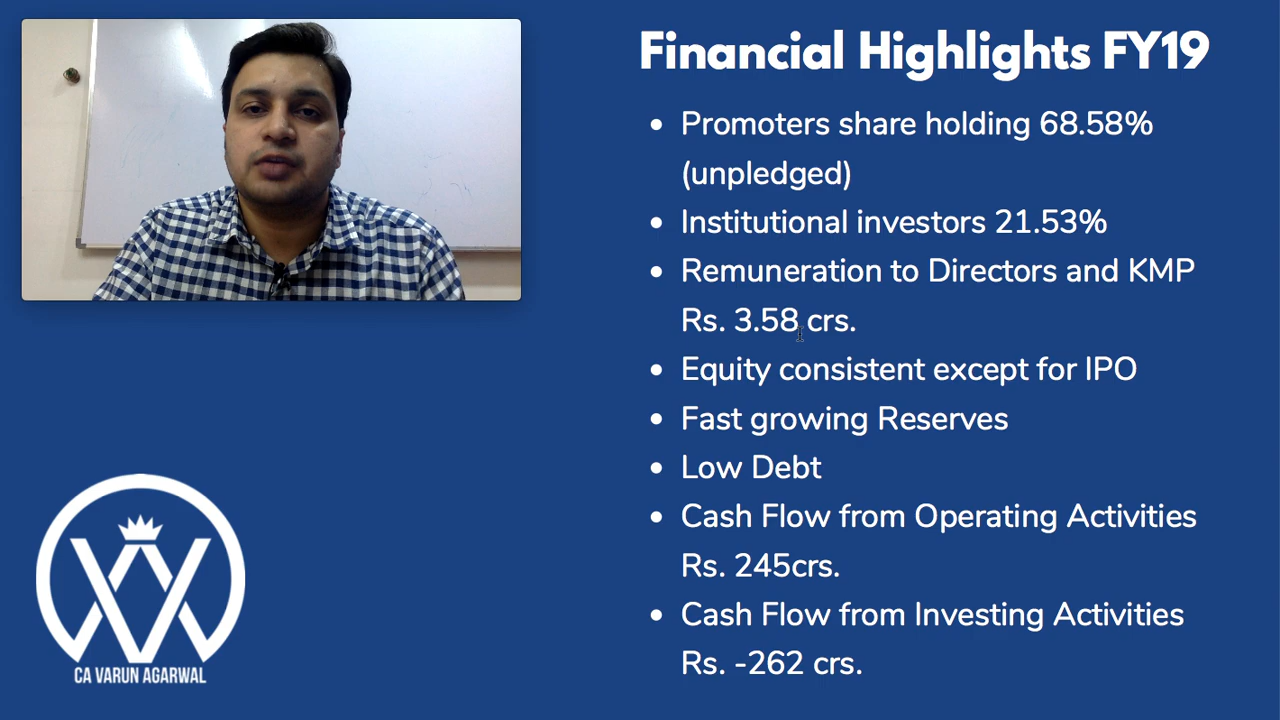 Financial Highlights FY19
• Promoters share holding 68.58%
(unpledged)
• Institutional investors 21.53%
• Remuneration to Directors and KMP
Rs. 3.58 crs.
• Equity consistent except for IPO
• Fast growing Reserves
• Low Debt
• Cash Flow from Operating Activities
Rs. 245crs.
• Cash Flow from Investing Activities
Rs. -262 crs.
CA VARUN AGARWAL